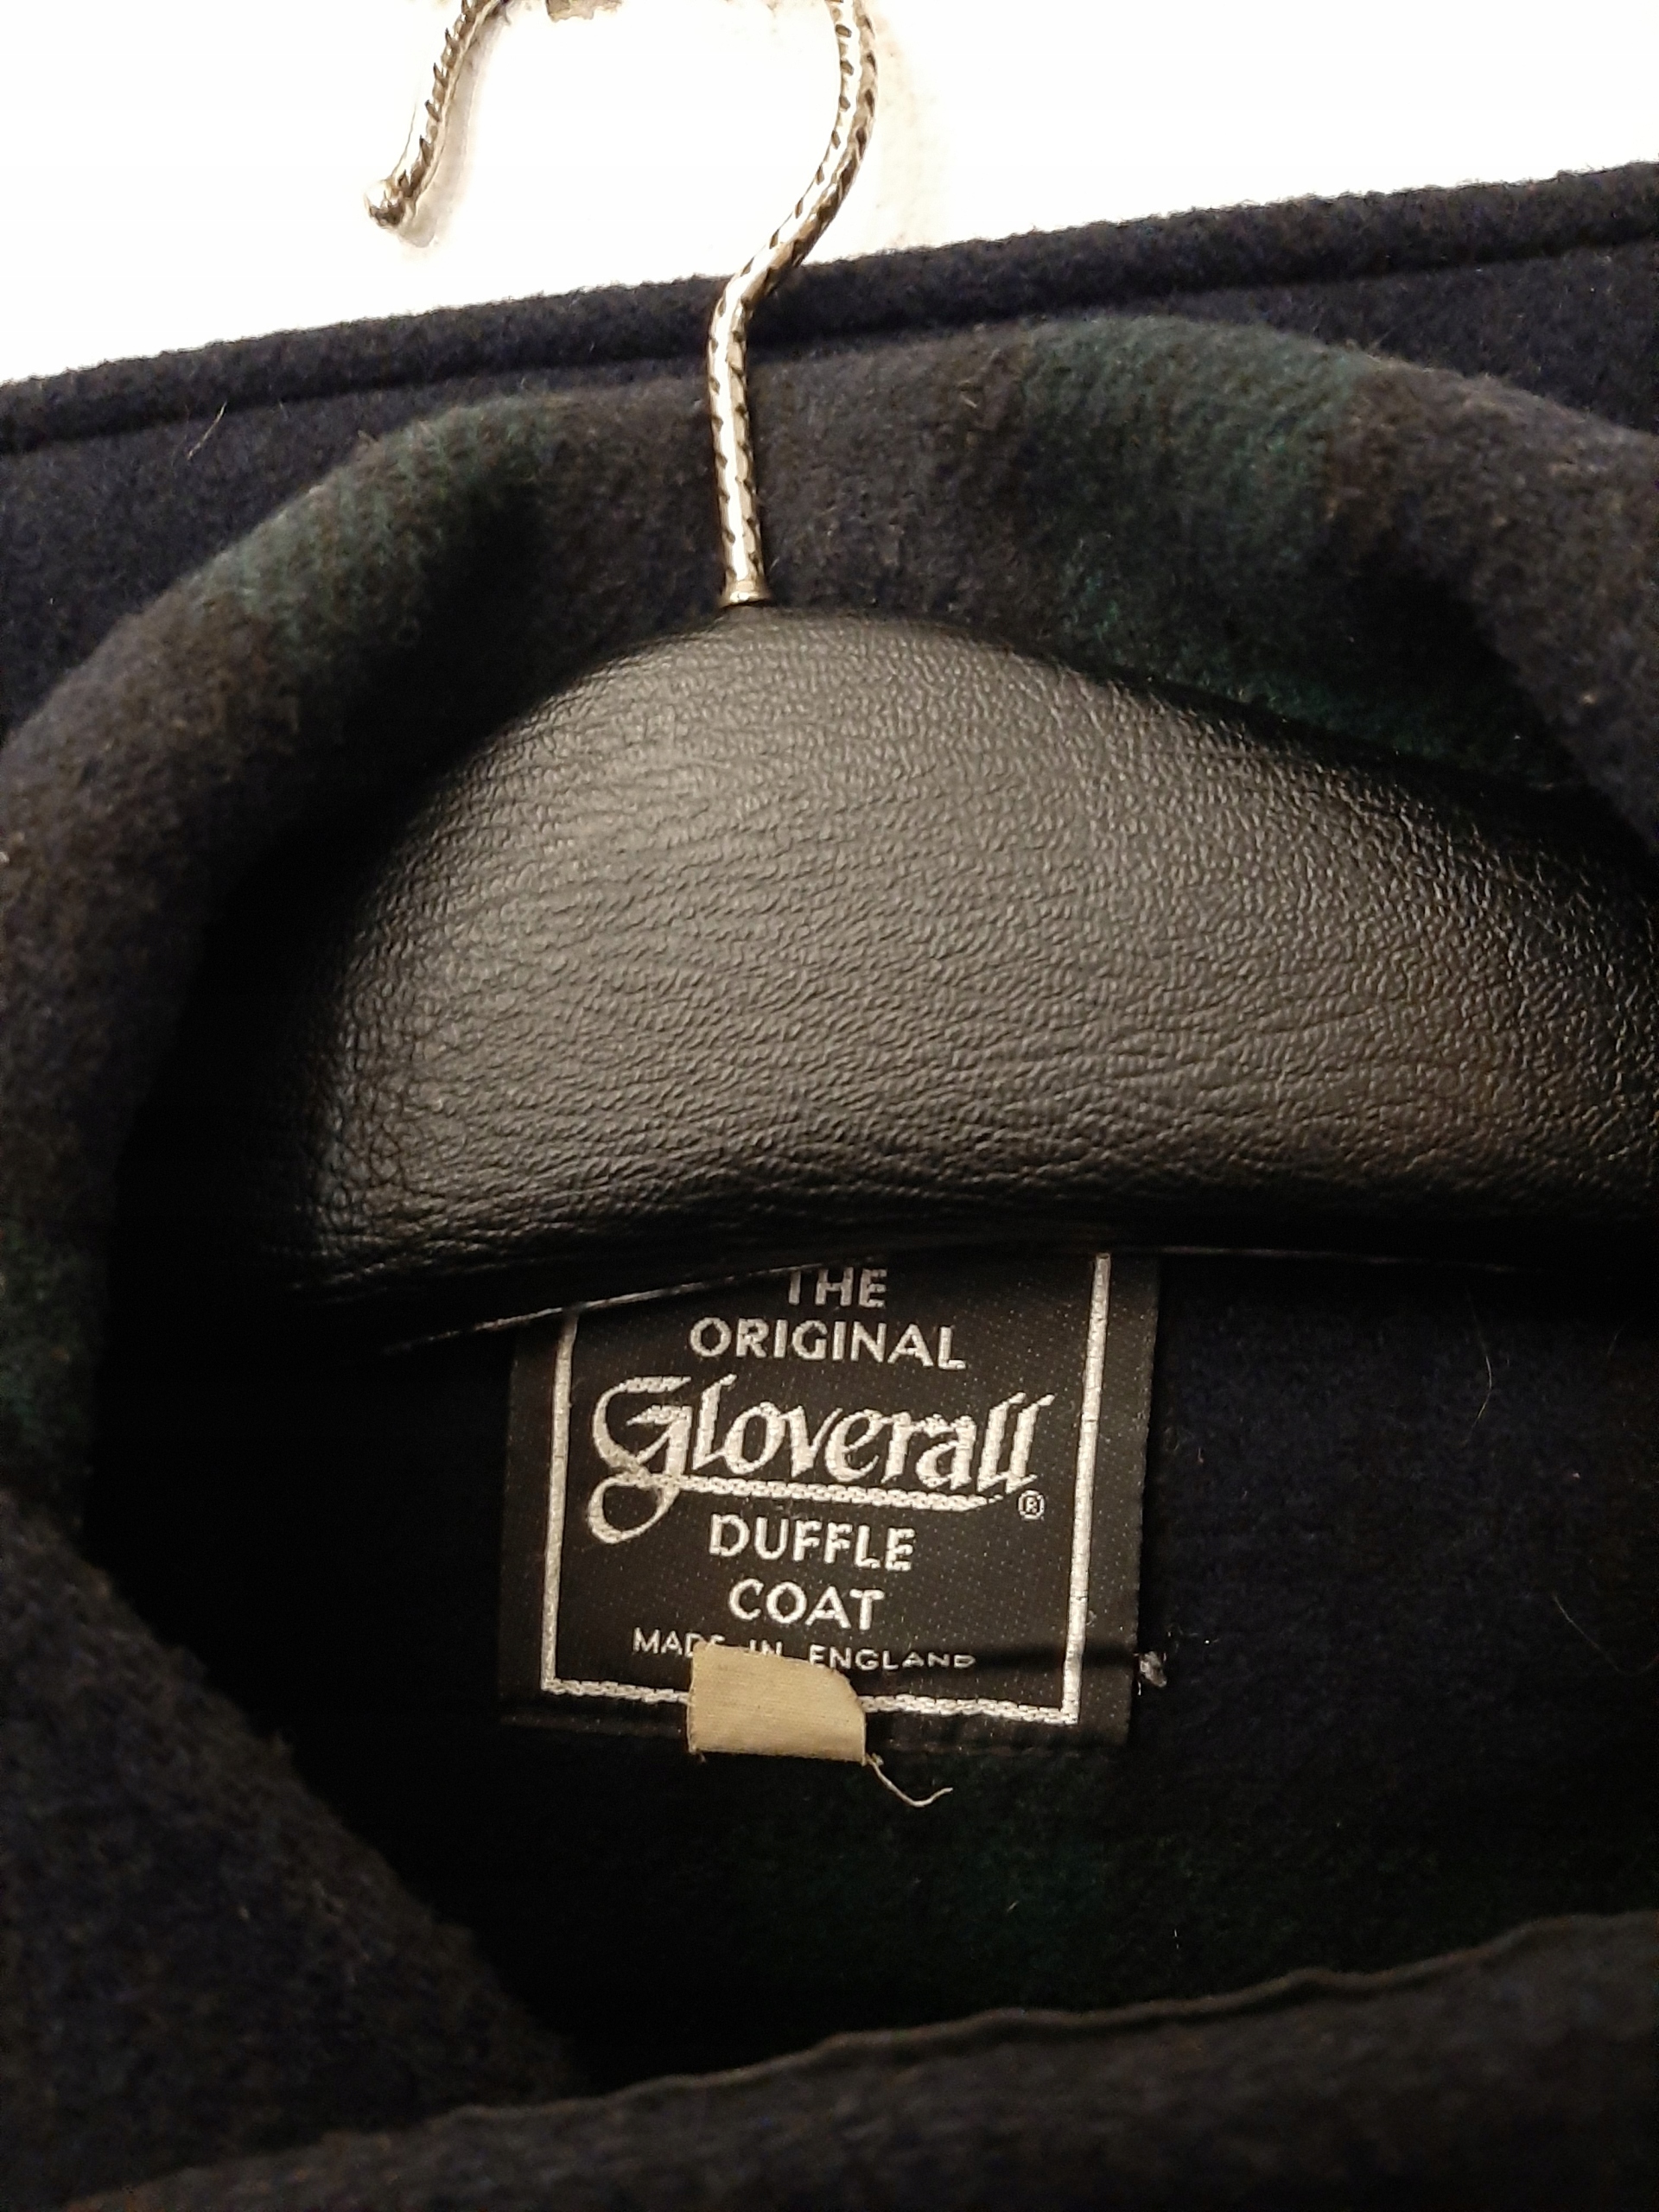 THE
ORIGINAL
Gloverall®
DUFFLE
COAT
MADE IN ENGLAND